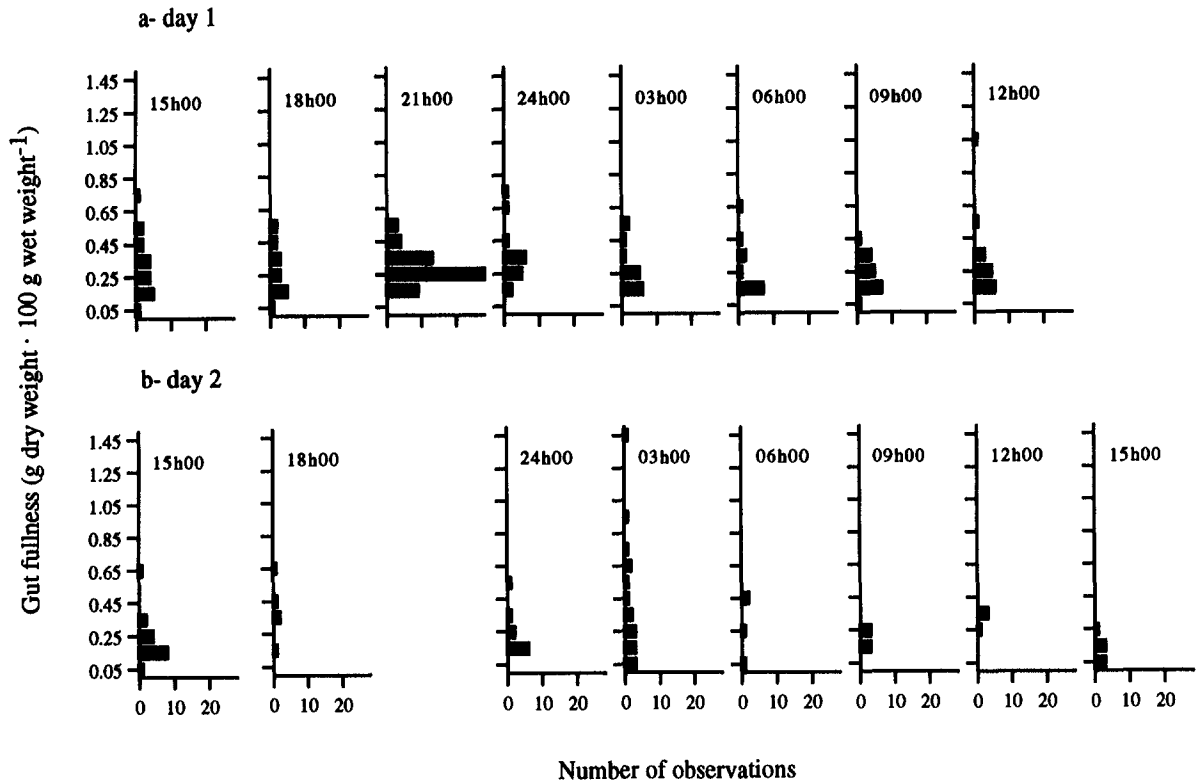 a- day 1
15h00 18h00 21h00 24h00 03h00 06h00 09h00 12h00
1.45
1.25
1.05
0.85
0.65
0.45
0.25
0.05
b- day 2
15h00 18h00 24h00 03h00 06h00 09h00 12h00 15h00
1.45
1.25
1.05
0.85
0.65
0.45
0.25
0.05
0 10 20 0 10 20 0 10 20 0 10 20 0 10 20 0 10 20 0 10 20 0 10 20
Gut fullness (g dry weight · 100 g wet weight⁻¹)
Number of observations